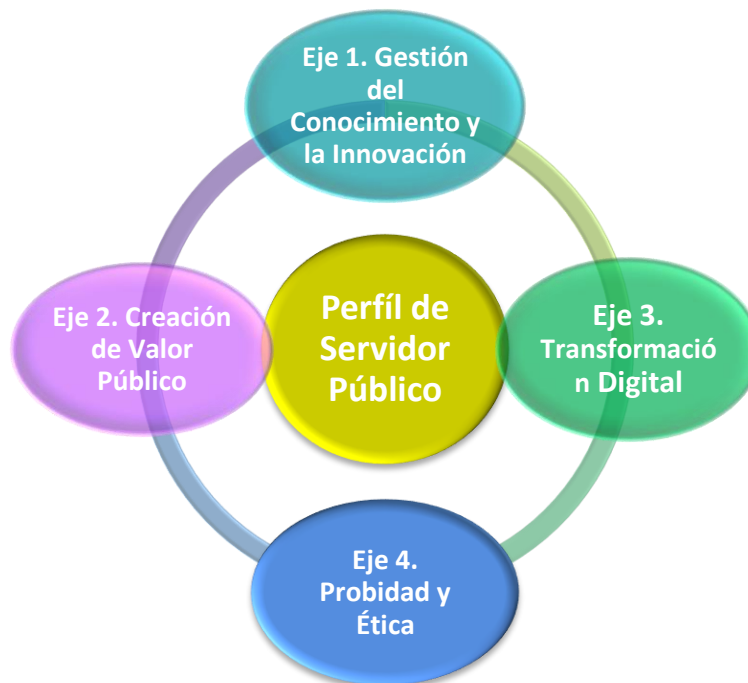 Eje 1. Gestión
del
Conocimiento y
la Innovación
Eje 2. Creación
de Valor
Público
Perfíl de
Servidor
Público
Eje 3.
Transformació
n Digital
Eje 4.
Probidad y
Ética